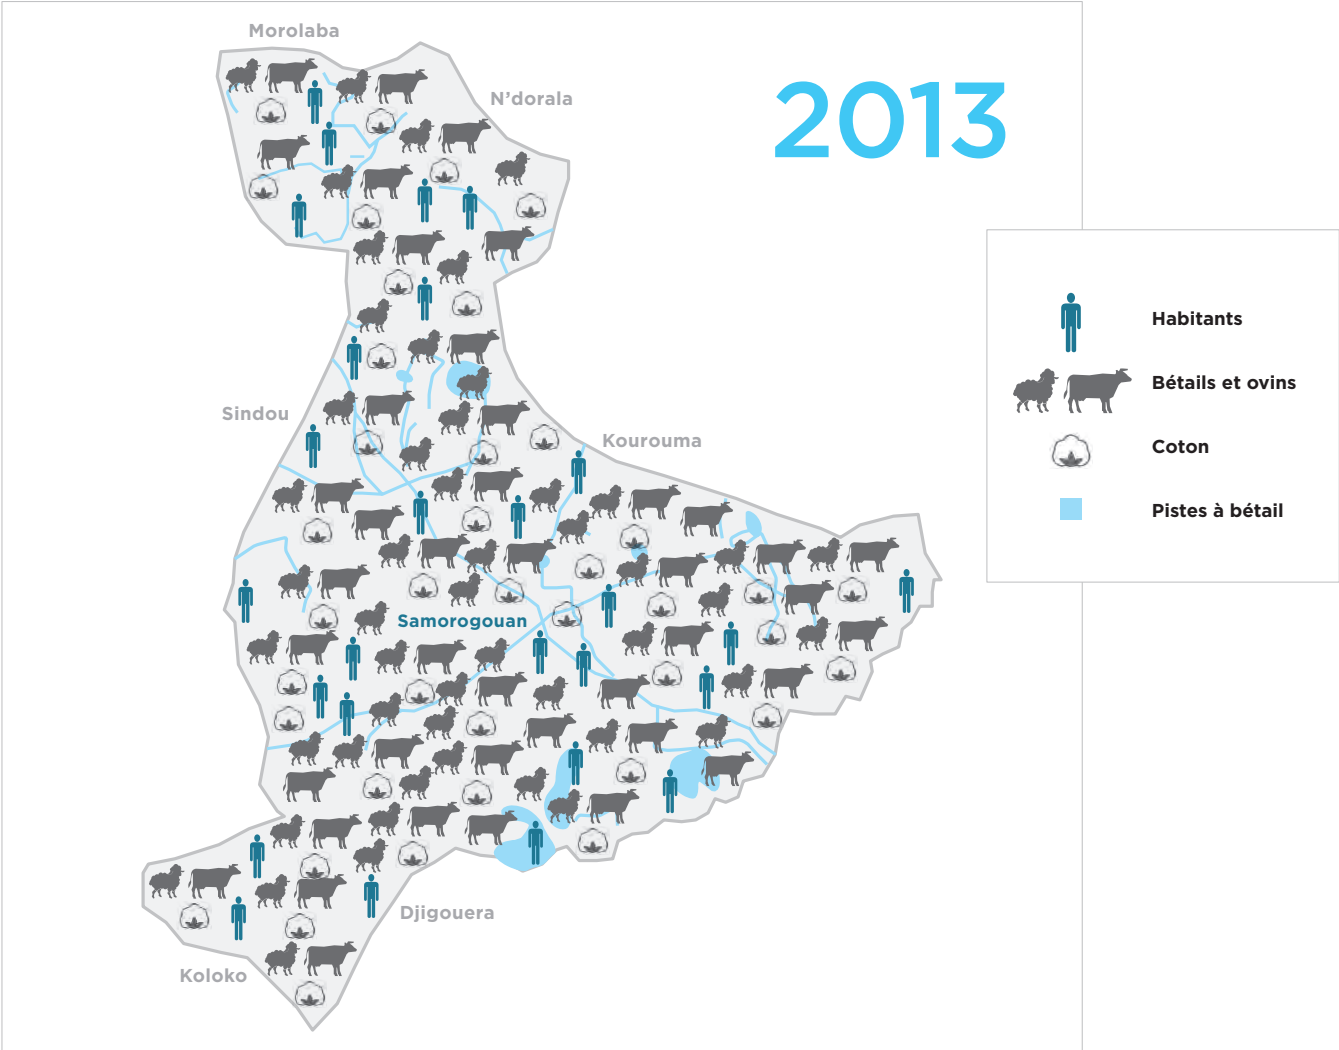 Morolaba
N'dorala
2013
Habitants
Bétails et ovins
Sindou
Kourouma
Coton
Pistes à bétail
Samorogouan
Djigouera
Koloko